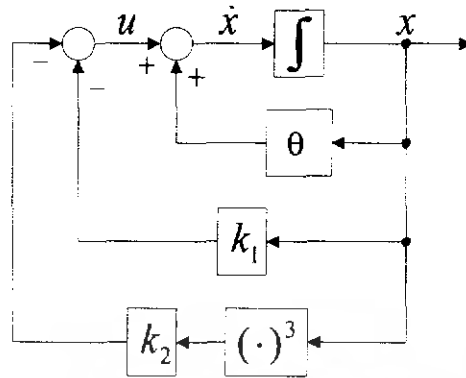 u ẋ ∫ x
− + + −
θ
k₁
k₂ (·)³